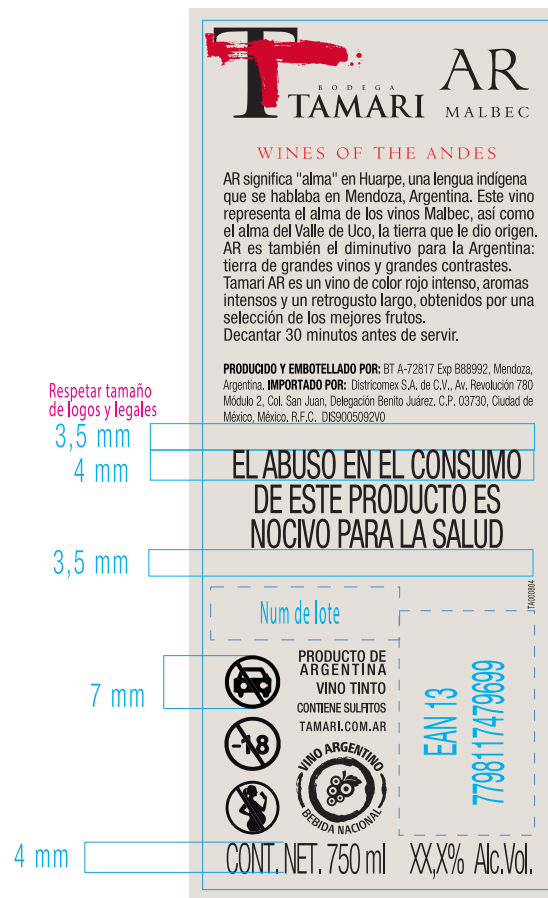 BODEGA
TAMARI
AR
MALBEC
WINES OF THE ANDES
AR significa "alma" en Huarpe, una lengua indígena
que se hablaba en Mendoza, Argentina. Este vino
representa el alma de los vinos Malbec, así como
el alma del Valle de Uco, la tierra que le dio origen.
AR es también el diminutivo para la Argentina:
tierra de grandes vinos y grandes contrastes.
Tamari AR es un vino de color rojo intenso, aromas
intensos y un retrogusto largo, obtenidos por una
selección de los mejores frutos.
Decantar 30 minutos antes de servir.
PRODUCIDO Y EMBOTELLADO POR: BT A-72817 Exp B88992, Mendoza,
Argentina. IMPORTADO POR: Districomex S.A. de C.V., Av. Revolución 780
Módulo 2, Col. San Juan, Delegación Benito Juárez. C.P. 03730, Ciudad de
México, México. R.F.C. DIS9005092V0
Respetar tamaño
de logos y legales
3,5 mm
4 mm
EL ABUSO EN EL CONSUMO
DE ESTE PRODUCTO ES
NOCIVO PARA LA SALUD
3,5 mm
Num de lote
ITA000804
7 mm
-18
PRODUCTO DE
ARGENTINA
VINO TINTO
CONTIENE SULFITOS
TAMARI.COM.AR
VINO ARGENTINO
BEBIDA NACIONAL
EAN 13
7798117479699
4 mm
CONT. NET. 750 ml XX,X% Alc.Vol.